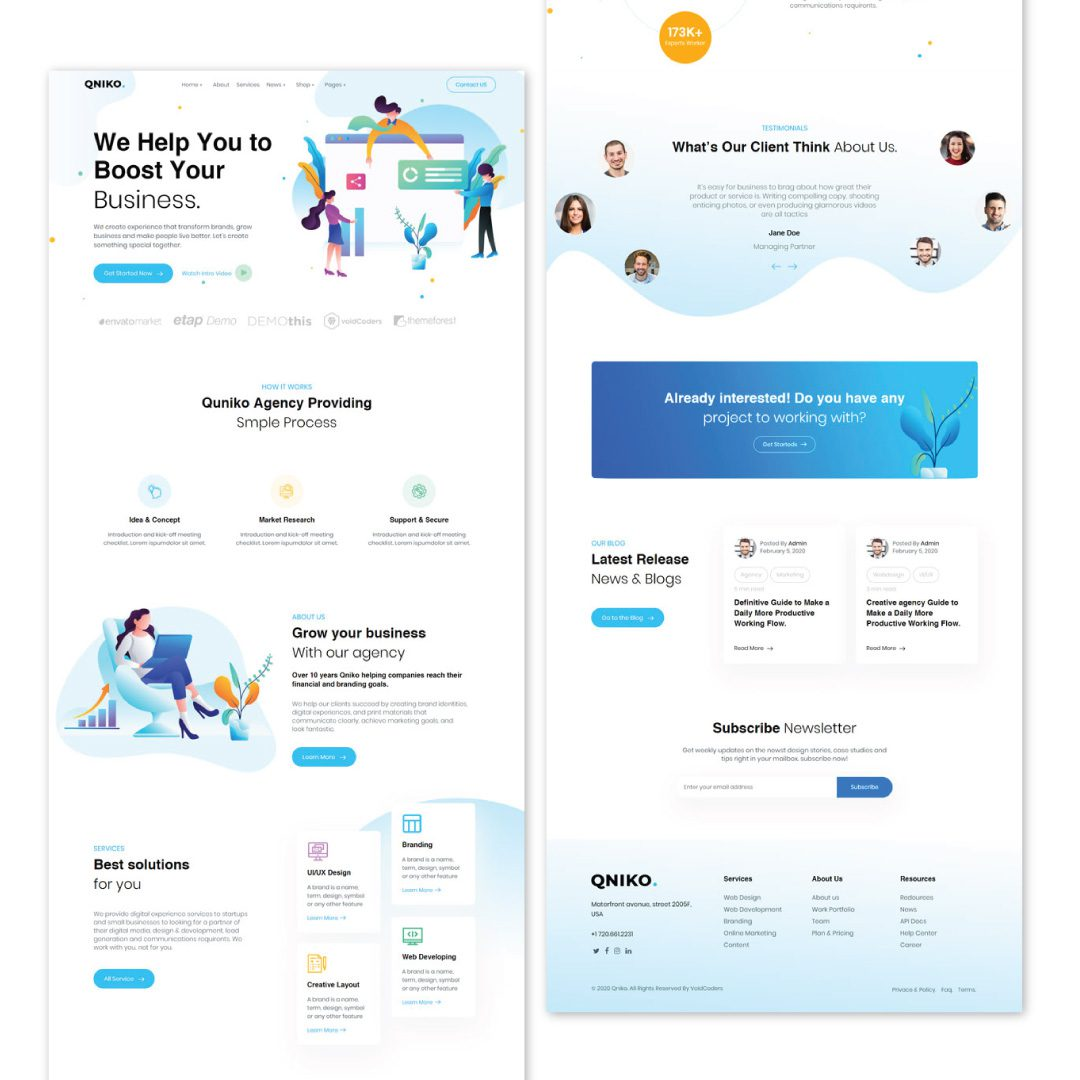 QNIKO.
Home +
About
Services
News +
Shop +
Pages +
Contact US
We Help You to
Boost Your
Business.
We create experience that transform brands, grow
business and make people live better. Let's create
something special together.
Get Started Now →
Watch Intro Video
envatomarket
etap Demo
DEMOthis
VoidCoders
themeforest
HOW IT WORKS
Quniko Agency Providing
Smple Process
Idea & Concept
Introduction and kick-off meeting
checklist. Lorem ispumdolor sit amet.
Market Research
Introduction and kick-off meeting
checklist. Lorem ispumdolor sit amet.
Support & Secure
Introduction and kick-off meeting
checklist. Lorem ispumdolor sit amet.
ABOUT US
Grow your business
With our agency
Over 10 years Qniko helping companies reach their
financial and branding goals.
We help our clients succeed by creating brand identities,
digital experiences, and print materials that
communicate clearly, achieve marketing goals, and
look fantastic.
Learn More →
SERVICES
Best solutions
for you
We provide digital experience services to startups
and small businesses to looking for a partner of
their digital media, design & development, lead
generation and communications requirents. We
work with you, not for you.
All Service →
UI/UX Design
A brand is a name,
term, design, symbol
or any other feature
Learn More →
Creative Layout
A brand is a name,
term, design, symbol
or any other feature
Learn More →
Branding
A brand is a name,
term, design, symbol
or any other feature
Learn More →
Web Developing
A brand is a name,
term, design, symbol
or any other feature
Learn More →
communications requironts.
173K+
Experts Worker
TESTIMONIALS
What's Our Client Think About Us.
It's easy for business to brag about how great their
product or service is. Writing compelling copy, shooting
enticing photos, or even producing glamorous videos
are all tactics
Jane Doe
Managing Partner
← →
Already interested! Do you have any
project to working with?
Get Starteds →
OUR BLOG
Latest Release
News & Blogs
Go to the Blog →
Posted By Admin
February 5, 2020
Agency
Marketing
5 min read
Definitive Guide to Make a
Daily More Productive
Working Flow.
Read More →
Posted By Admin
February 5, 2020
Webdesign
UI/UX
3 min read
Creative agency Guide to
Make a Daily More
Productive Working Flow.
Read More →
Subscribe Newsletter
Get weekly updates on the newst design stories, case studies and
tips right in your mailbox. subscribe now!
Enter your email address
Subscribe
QNIKO.
Motorfront avenue, street 2005F,
USA
+1 720.661.2231
Services
Web Design
Web Development
Branding
Online Marketing
Content
About Us
About us
Work Portfolio
Team
Plan & Pricing
Resources
Redources
News
API Docs
Help Center
Career
© 2020 Qniko. All Rights Reserved By VoidCoders
Privace & Policy
Faq.
Terms.